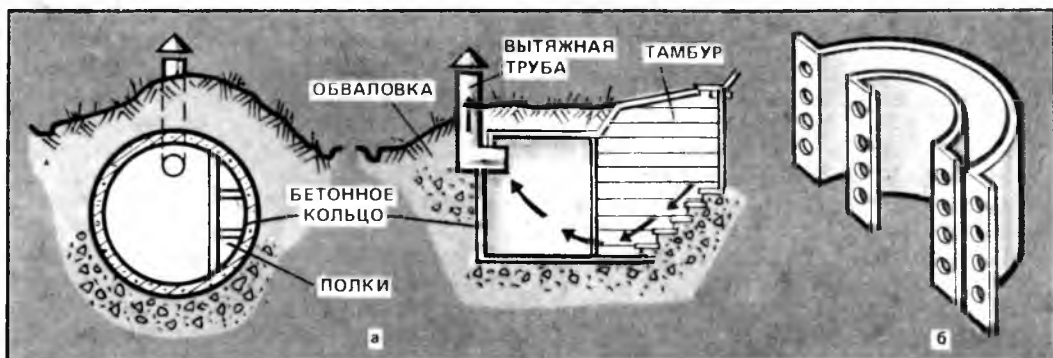 ВЫТЯЖНАЯ
ТРУБА
ТАМБУР
ОБВАЛОВКА
БЕТОННОЕ
КОЛЬЦО
ПОЛКИ
а
б